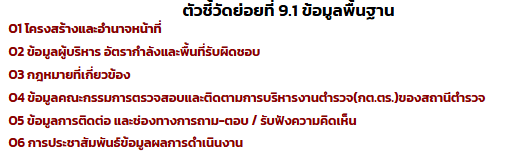 ตัวชี้วัดย่อยที่ 9.1 ข้อมูลพื้นฐาน
O1 โครงสร้างและอำนาจหน้าที่
O2 ข้อมูลผู้บริหาร อัตรากำลังและพื้นที่รับผิดชอบ
O3 กฎหมายที่เกี่ยวข้อง
O4 ข้อมูลคณะกรรมการตรวจสอบและติดตามการบริหารงานตำรวจ(กต.ตร.)ของสถานีตำรวจ
O5 ข้อมูลการติดต่อ และช่องทางการถาม-ตอบ / รับฟังความคิดเห็น
O6 การประชาสัมพันธ์ข้อมูลผลการดำเนินงาน